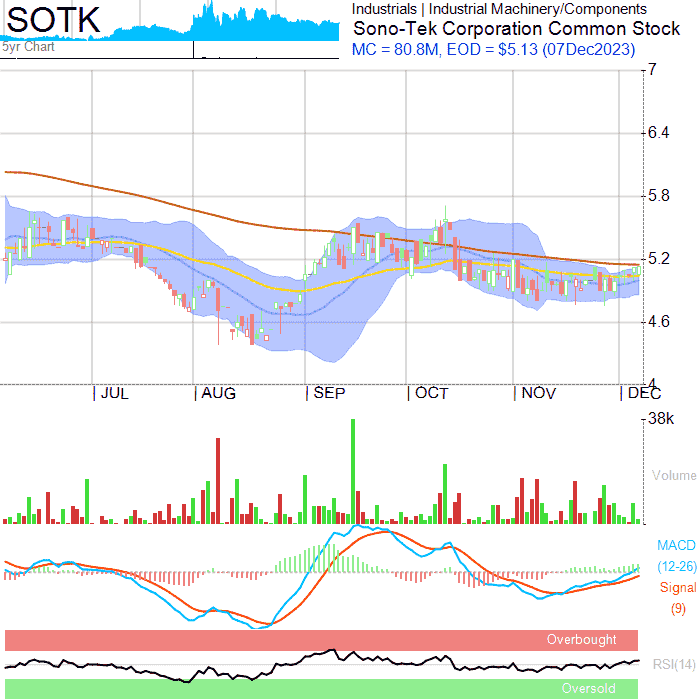 SOTK
5yr Chart
Industrials | Industrial Machinery/Components
Sono-Tek Corporation Common Stock
MC = 80.8M, EOD = $5.13 (07Dec2023)
7
6.4
5.8
5.2
4.6
4
JUL
AUG
SEP
OCT
NOV
DEC
38k
Volume
MACD
(12-26)
Signal
(9)
Overbought
RSI(14)
Oversold